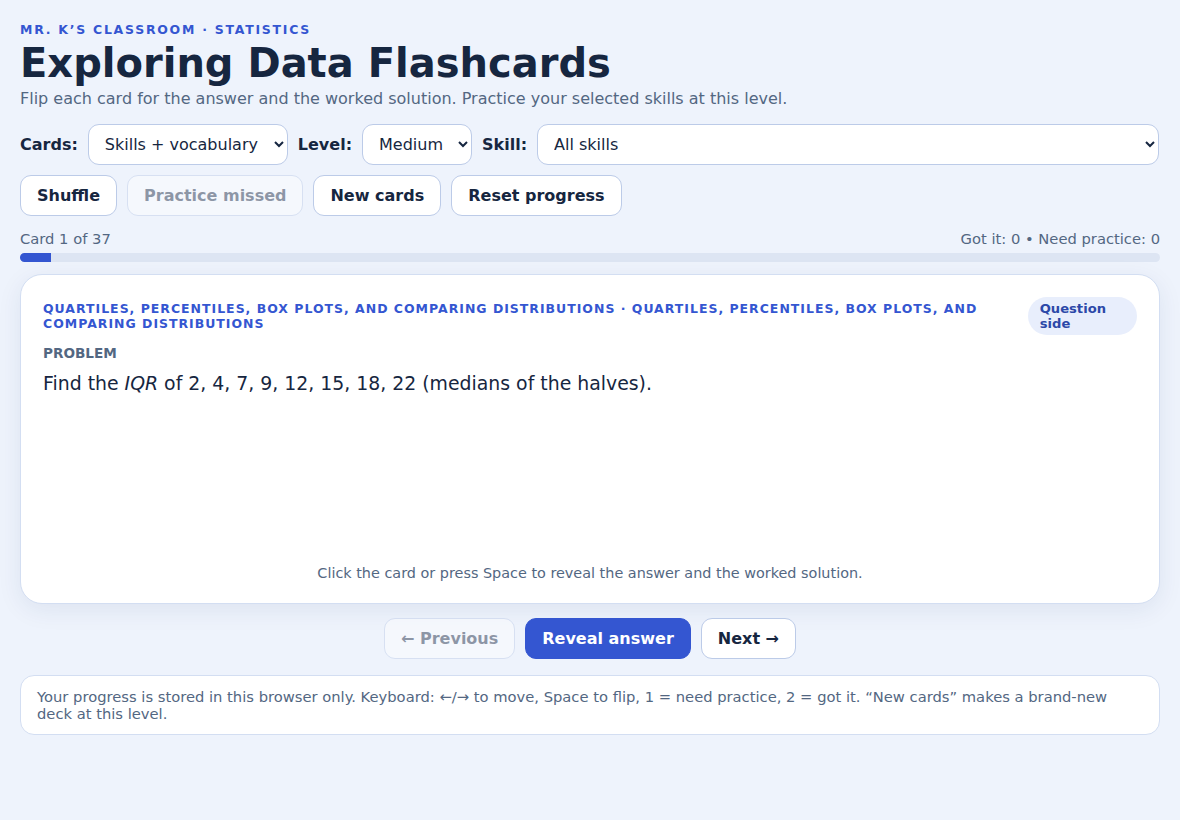 MR. K’S CLASSROOM · STATISTICS
Exploring Data Flashcards
Flip each card for the answer and the worked solution. Practice your selected skills at this level.
Cards: Skills + vocabulary Level: Medium Skill: All skills
Shuffle Practice missed New cards Reset progress
Card 1 of 37 Got it: 0 • Need practice: 0
QUARTILES, PERCENTILES, BOX PLOTS, AND COMPARING DISTRIBUTIONS · QUARTILES, PERCENTILES, BOX PLOTS, AND
COMPARING DISTRIBUTIONS
Question
side
PROBLEM
Find the IQR of 2, 4, 7, 9, 12, 15, 18, 22 (medians of the halves).
Click the card or press Space to reveal the answer and the worked solution.
← Previous Reveal answer Next →
Your progress is stored in this browser only. Keyboard: ←/→ to move, Space to flip, 1 = need practice, 2 = got it. “New cards” makes a brand-new
deck at this level.